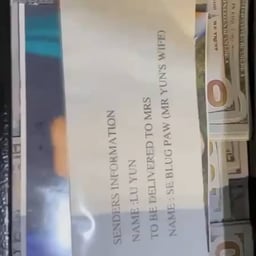 SENDERS INFORMATION
NAME :LU YUN
TO BE DELIVERED TO MRS
NAME : SE BLUG PAW (MR YUN'S WIFE)